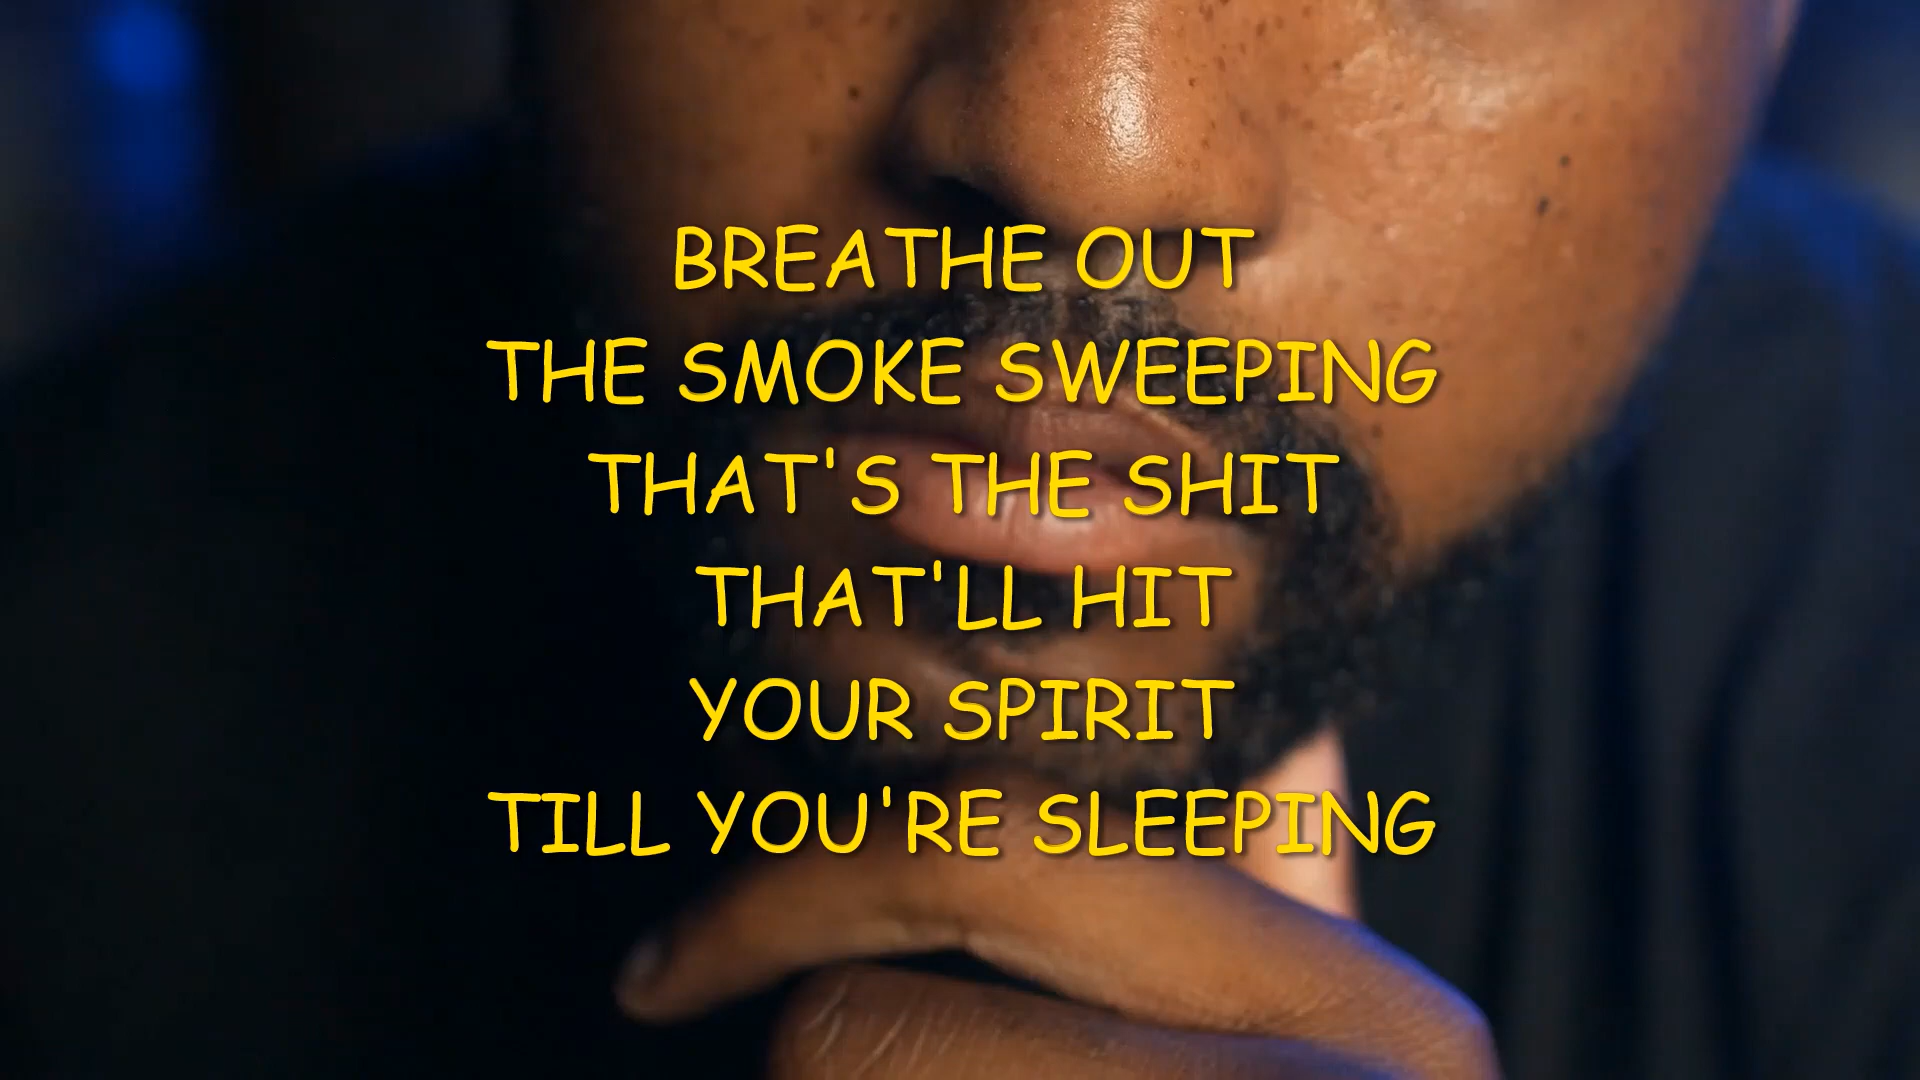 BREATHE OUT
THE SMOKE SWEEPING
THAT'S THE SHIT
THAT'LL HIT
YOUR SPIRIT
TILL YOU'RE SLEEPING